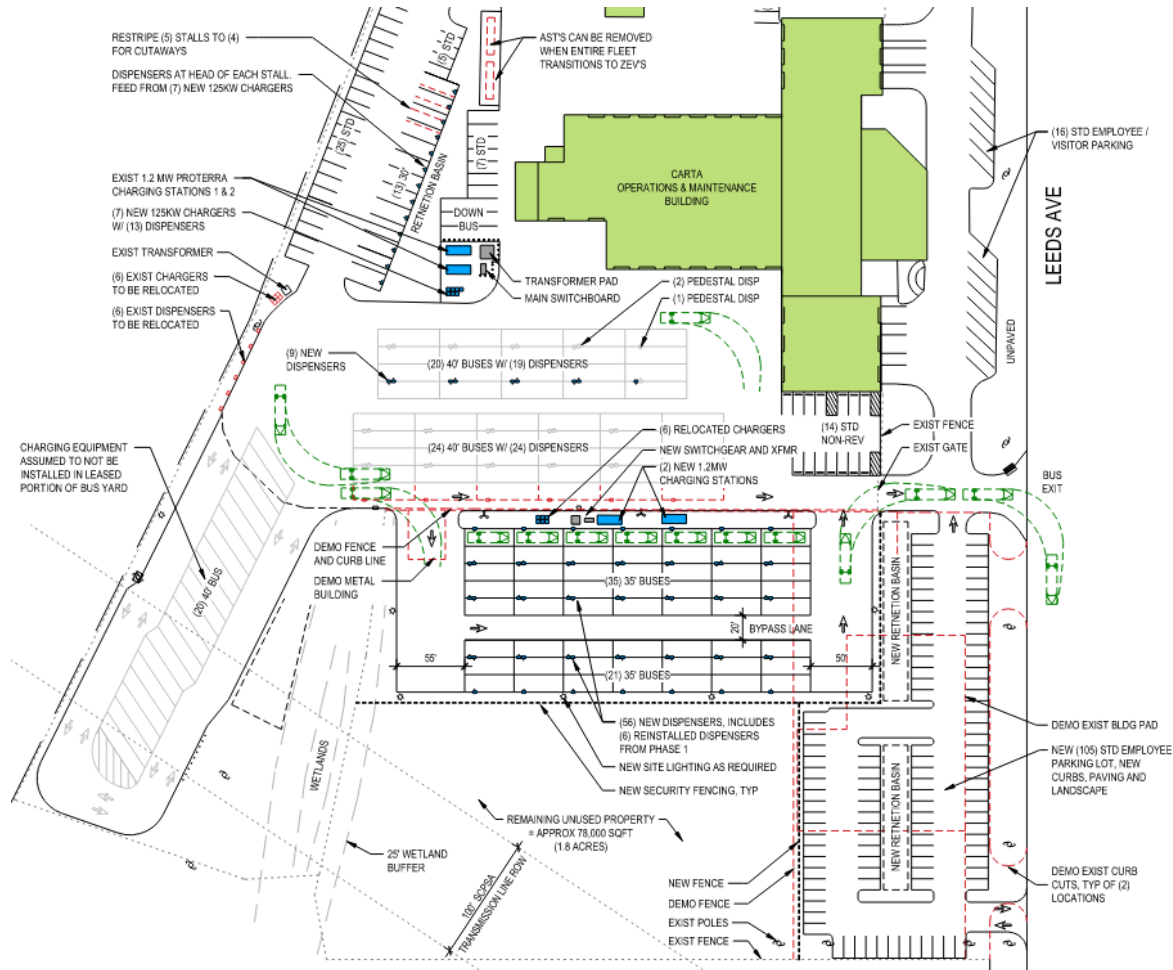 RESTRIPE (5) STALLS TO (4)
FOR CUTAWAYS
DISPENSERS AT HEAD OF EACH STALL.
FEED FROM (7) NEW 125KW CHARGERS
(5) STD
AST'S CAN BE REMOVED
WHEN ENTIRE FLEET
TRANSITIONS TO ZEV'S
(25) STD
(13) 30'
RETNETION BASIN
(7) STD
(16) STD EMPLOYEE /
VISITOR PARKING
CARTA
OPERATIONS & MAINTENANCE
BUILDING
LEEDS AVE
UNPAVED
EXIST 1.2 MW PROTERRA
CHARGING STATIONS 1 & 2
(7) NEW 125KW CHARGERS
W/ (13) DISPENSERS
EXIST TRANSFORMER
(6) EXIST CHARGERS
TO BE RELOCATED
(6) EXIST DISPENSERS
TO BE RELOCATED
DOWN
BUS
TRANSFORMER PAD
MAIN SWITCHBOARD
(2) PEDESTAL DISP
(1) PEDESTAL DISP
(9) NEW
DISPENSERS
(20) 40' BUSES W/ (19) DISPENSERS
(24) 40' BUSES W/ (24) DISPENSERS
(6) RELOCATED CHARGERS
NEW SWITCHGEAR AND XFMR
(2) NEW 1.2MW
CHARGING STATIONS
(14) STD
NON-REV
EXIST FENCE
EXIST GATE
BUS
EXIT
CHARGING EQUIPMENT
ASSUMED TO NOT BE
INSTALLED IN LEASED
PORTION OF BUS YARD
(20) 40' BUS
DEMO FENCE
AND CURB LINE
DEMO METAL
BUILDING
(35) 35' BUSES
20'
BYPASS LANE
55'
50'
(21) 35' BUSES
NEW RETNETION BASIN
NEW RETNETION BASIN
(56) NEW DISPENSERS, INCLUDES
(6) REINSTALLED DISPENSERS
FROM PHASE 1
NEW SITE LIGHTING AS REQUIRED
NEW SECURITY FENCING, TYP
DEMO EXIST BLDG PAD
NEW (105) STD EMPLOYEE
PARKING LOT, NEW
CURBS, PAVING AND
LANDSCAPE
WETLANDS
25' WETLAND
BUFFER
REMAINING UNUSED PROPERTY
= APPROX 78,000 SQFT
(1.8 ACRES)
100' SCPSA
TRANSMISSION LINE ROW
NEW FENCE
DEMO FENCE
EXIST POLES
EXIST FENCE
DEMO EXIST CURB
CUTS, TYP OF (2)
LOCATIONS